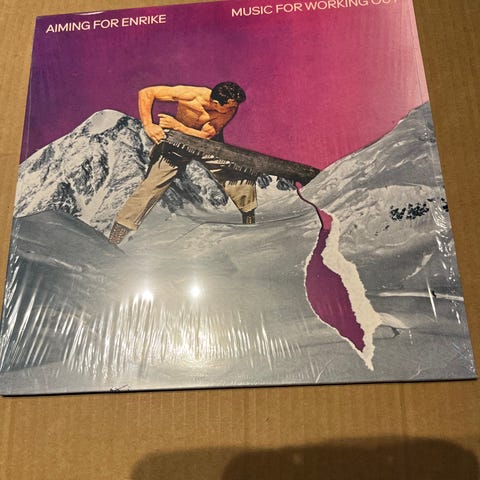 AIMING FOR ENRIKE
MUSIC FOR WORKING OUT